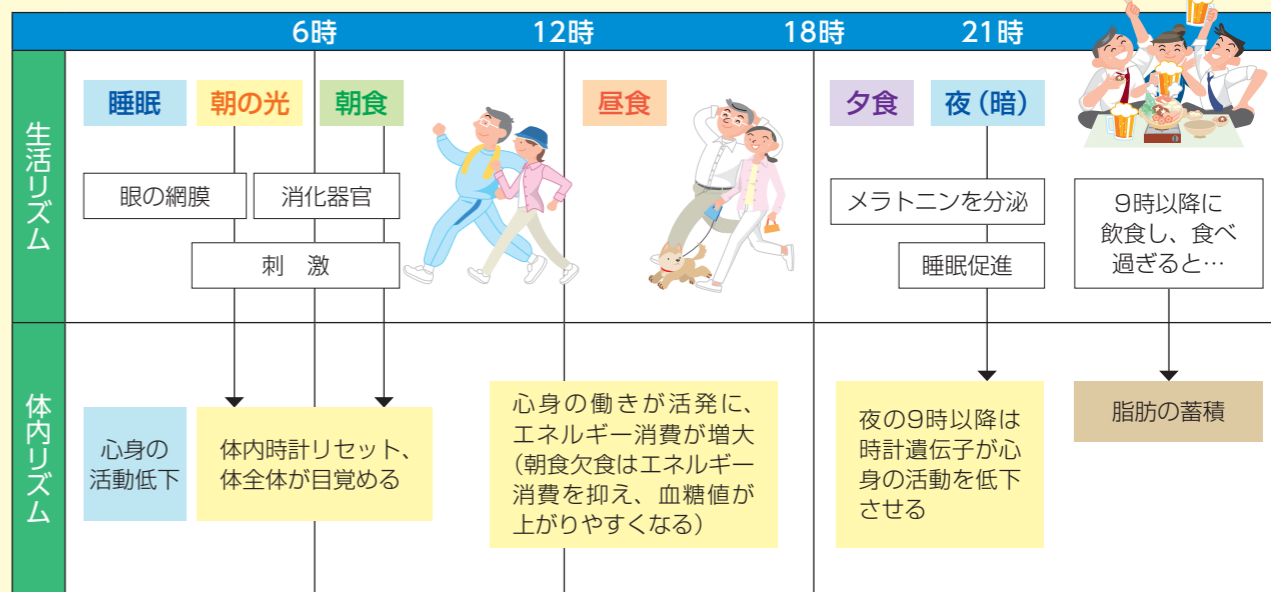 6時
12時
18時
21時
生活リズム
睡眠
朝の光
朝食
昼食
夕食
夜（暗）
眼の網膜
消化器官
刺　激
メラトニンを分泌
睡眠促進
9時以降に
飲食し、食べ
過ぎると…
体内リズム
心身の
活動低下
体内時計リセット、
体全体が目覚める
心身の働きが活発に、
エネルギー消費が増大
（朝食欠食はエネルギー
消費を抑え、血糖値が
上がりやすくなる）
夜の9時以降は
時計遺伝子が心
身の活動を低下
させる
脂肪の蓄積